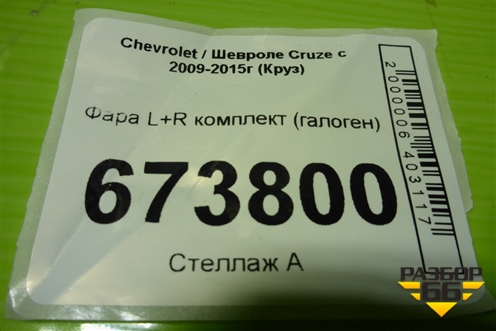 Chevrolet / Шевроле Cruze с
2009-2015г (Круз)
Фара L+R комплект (галоген)
673800
Стеллаж А
2000006403117
РАЗБОР
66